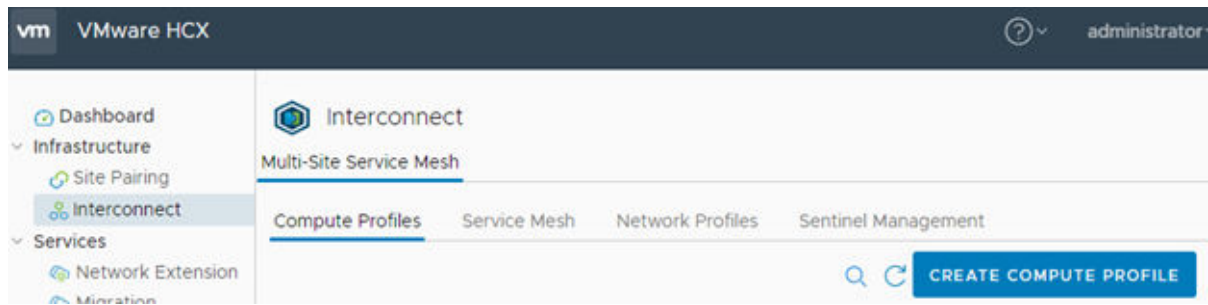 vm VMware HCX administrator
Dashboard
Infrastructure
Site Pairing
Interconnect
Services
Network Extension
Migration
Interconnect
Multi-Site Service Mesh
Compute Profiles Service Mesh Network Profiles Sentinel Management
CREATE COMPUTE PROFILE